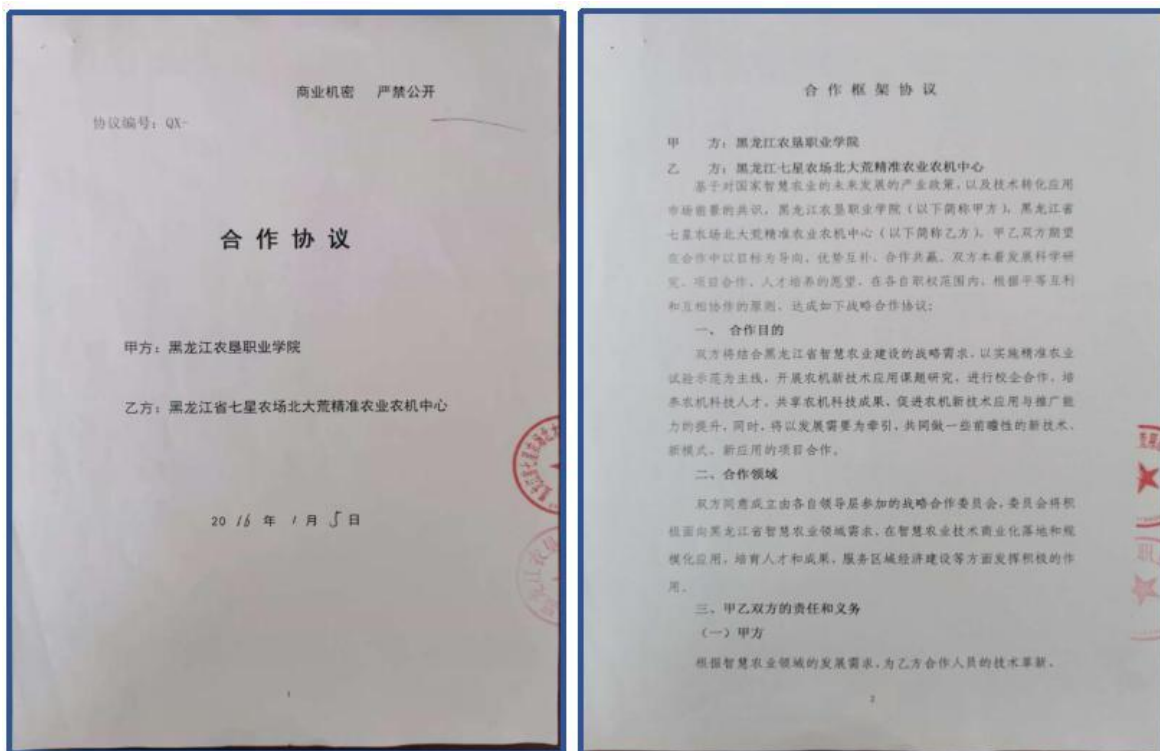 商业机密 严禁公开
协议编号：QX-
合作协议
甲方：黑龙江农垦职业学院
乙方：黑龙江省七星农场北大荒精准农业农机中心
2016年1月5日
1
合作框架协议
甲 方：黑龙江农垦职业学院
乙 方：黑龙江七星农场北大荒精准农业农机中心
基于对国家智慧农业的未来发展的产业政策，以及技术转化应用
市场前景的共识，黑龙江农垦职业学院（以下简称甲方），黑龙江省
七星农场北大荒精准农业农机中心（以下简称乙方），甲乙双方期望
在合作中以目标为导向、优势互补、合作共赢，双方本着发展科学研
究、项目合作、人才培养的愿望，在各自职权范围内，根据平等互利
和互相协作的原则，达成如下战略合作协议：
一、 合作目的
双方将结合黑龙江省智慧农业建设的战略需求，以实施精准农业
试验示范为主线，开展农机新技术应用课题研究，进行校企合作，培
养农机科技人才，共享农机科技成果，促进农机新技术应用与推广能
力的提升，同时，将以发展需要为牵引，共同做一些前瞻性的新技术、
新模式、新应用的项目合作。
二、合作领域
双方同意成立由各自领导层参加的战略合作委员会，委员会将积
极面向黑龙江省智慧农业领域需求，在智慧农业技术商业化落地和规
模化应用，培育人才和成果，服务区域经济建设等方面发挥积极的作
用。
三、甲乙双方的责任和义务
（一）甲方
根据智慧农业领域的发展需求，为乙方合作人员的技术革新、
2